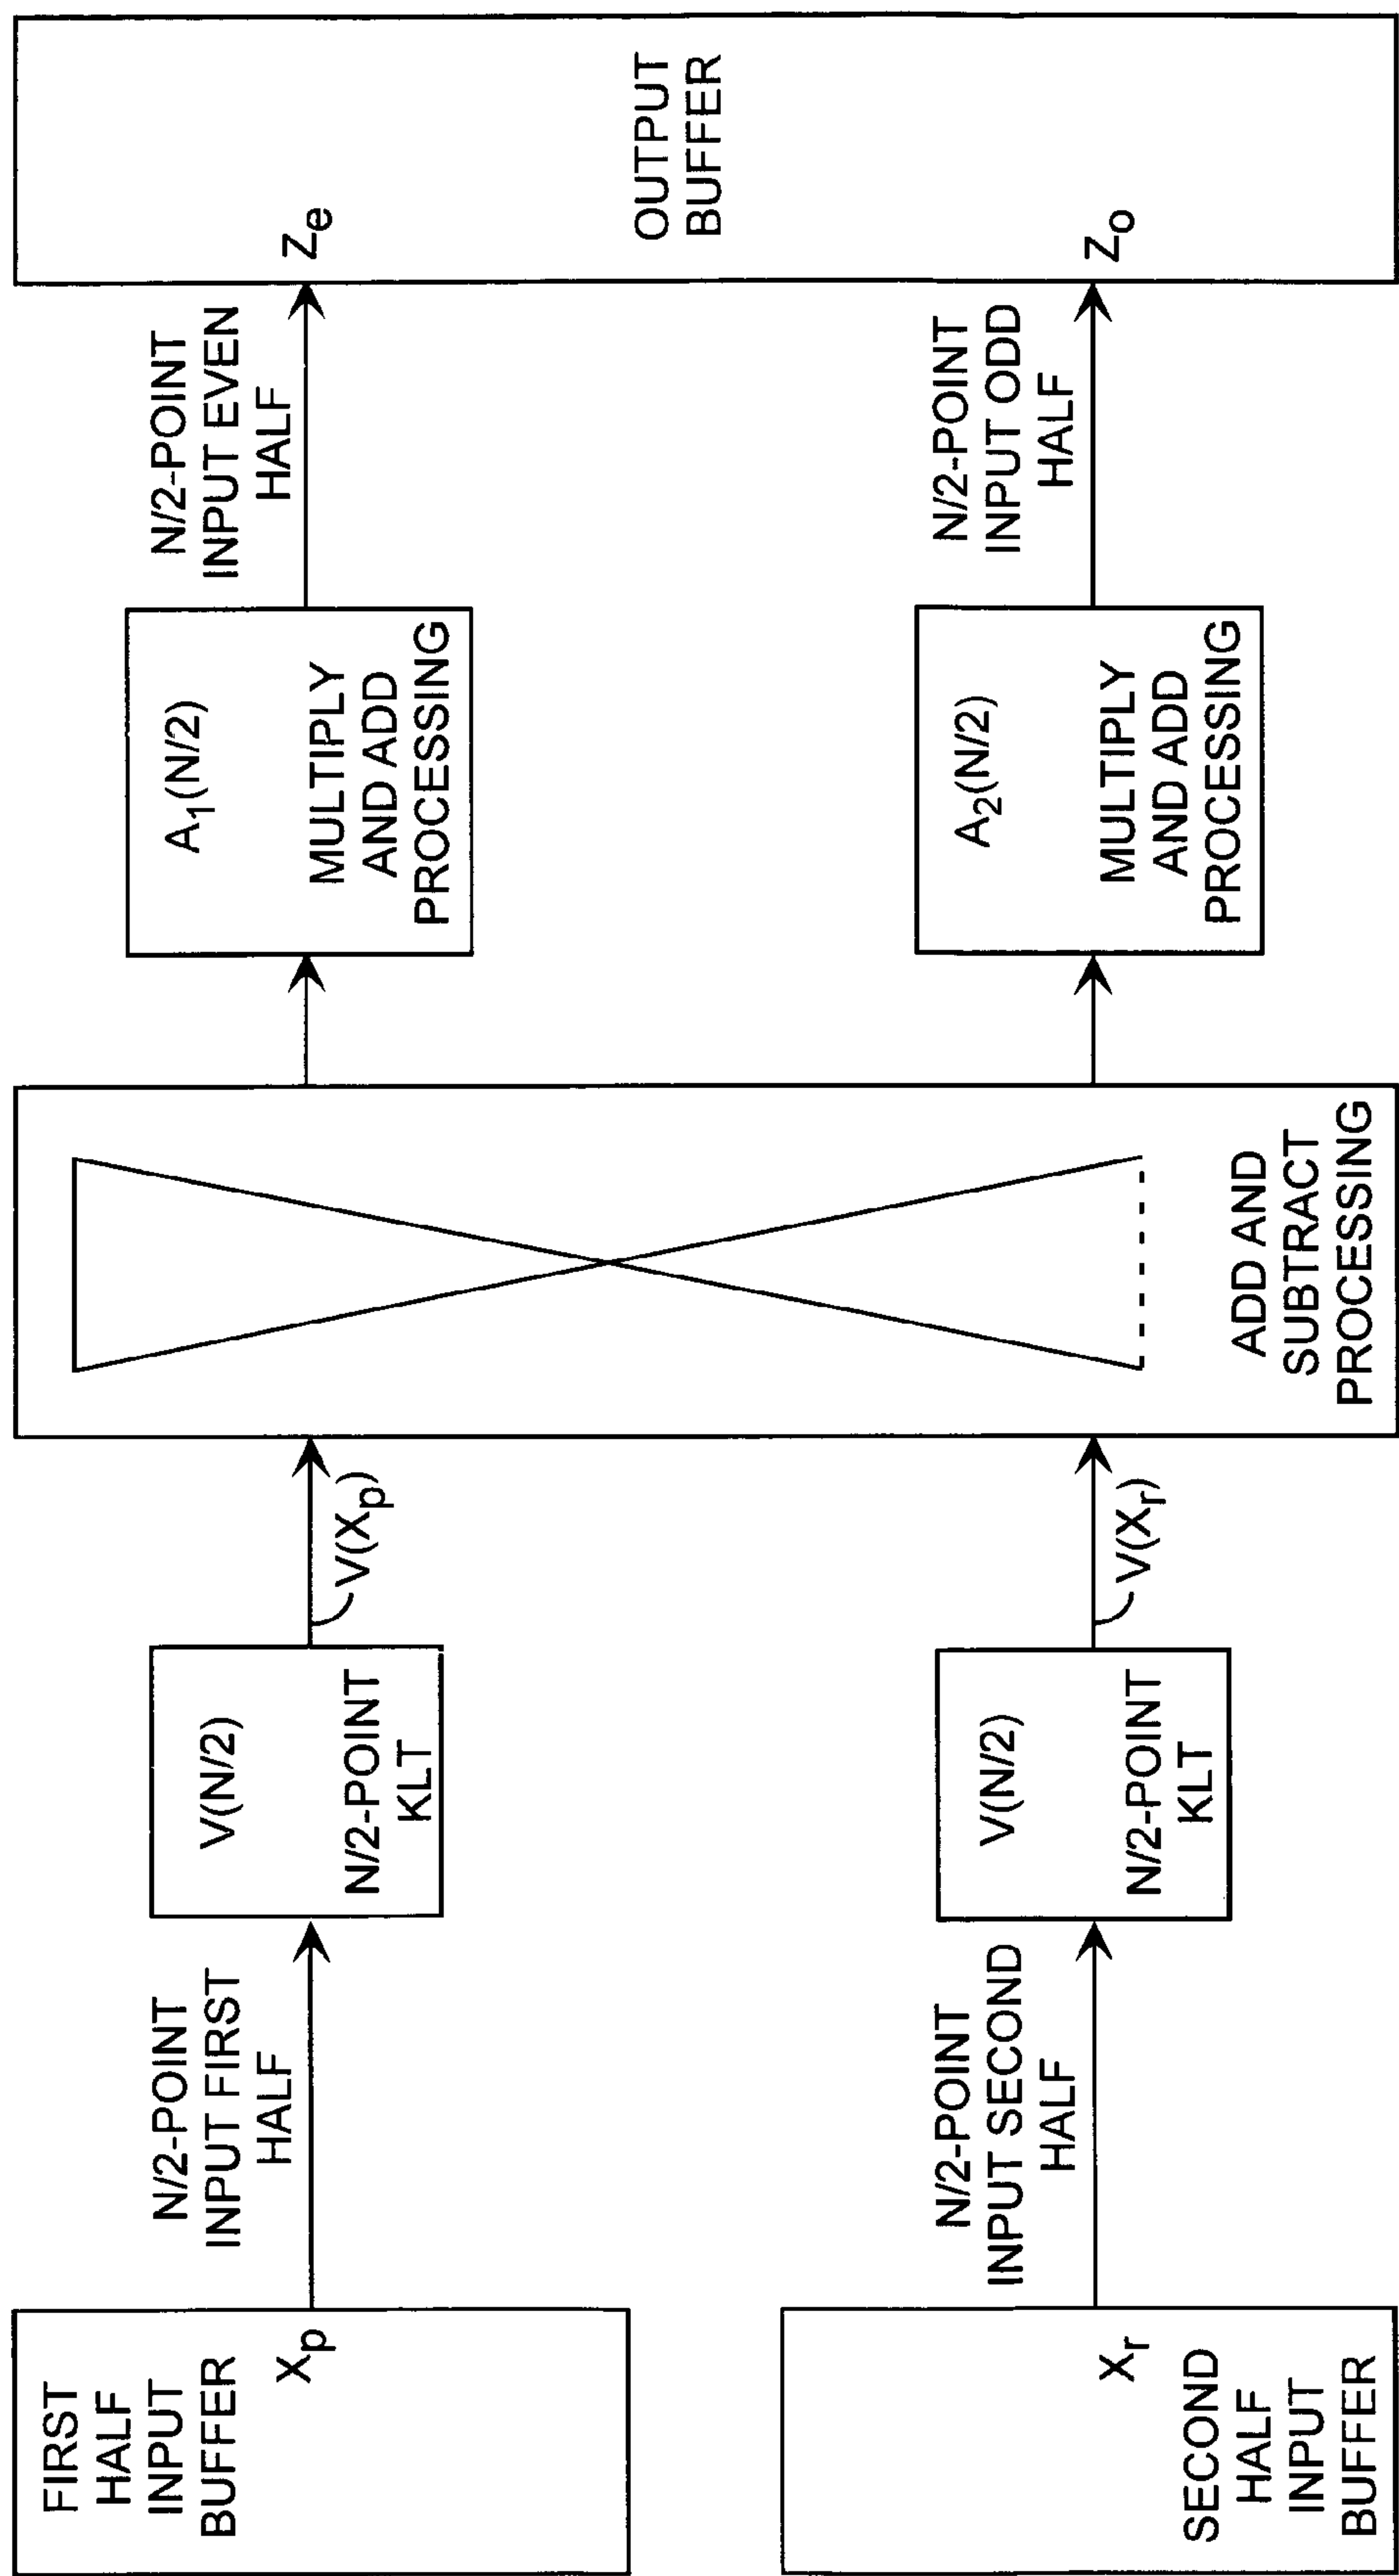 FIRST
HALF
INPUT
BUFFER
Xp
N/2-POINT
INPUT FIRST
HALF
V(N/2)
N/2-POINT
KLT
V(Xp)
SECOND
HALF
INPUT
BUFFER
Xr
N/2-POINT
INPUT SECOND
HALF
V(N/2)
N/2-POINT
KLT
V(Xr)
ADD AND
SUBTRACT
PROCESSING
A1(N/2)
MULTIPLY
AND ADD
PROCESSING
N/2-POINT
INPUT EVEN
HALF
A2(N/2)
MULTIPLY
AND ADD
PROCESSING
N/2-POINT
INPUT ODD
HALF
Ze
OUTPUT
BUFFER
Zo